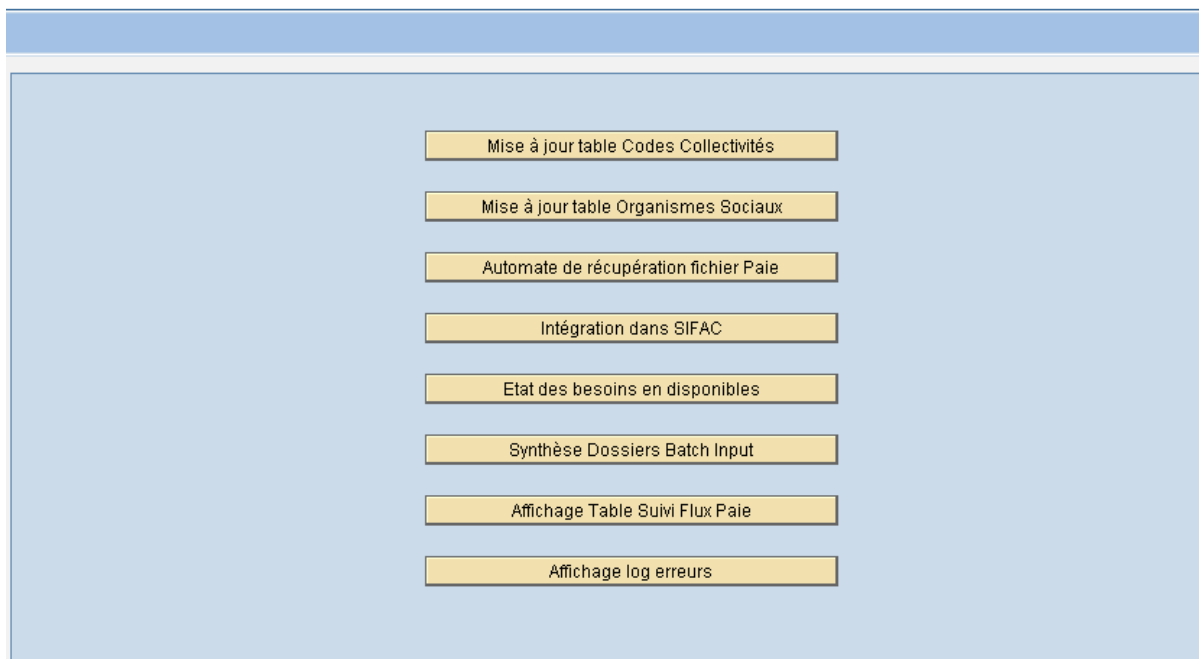 Mise à jour table Codes Collectivités
Mise à jour table Organismes Sociaux
Automate de récupération fichier Paie
Intégration dans SIFAC
Etat des besoins en disponibles
Synthèse Dossiers Batch Input
Affichage Table Suivi Flux Paie
Affichage log erreurs